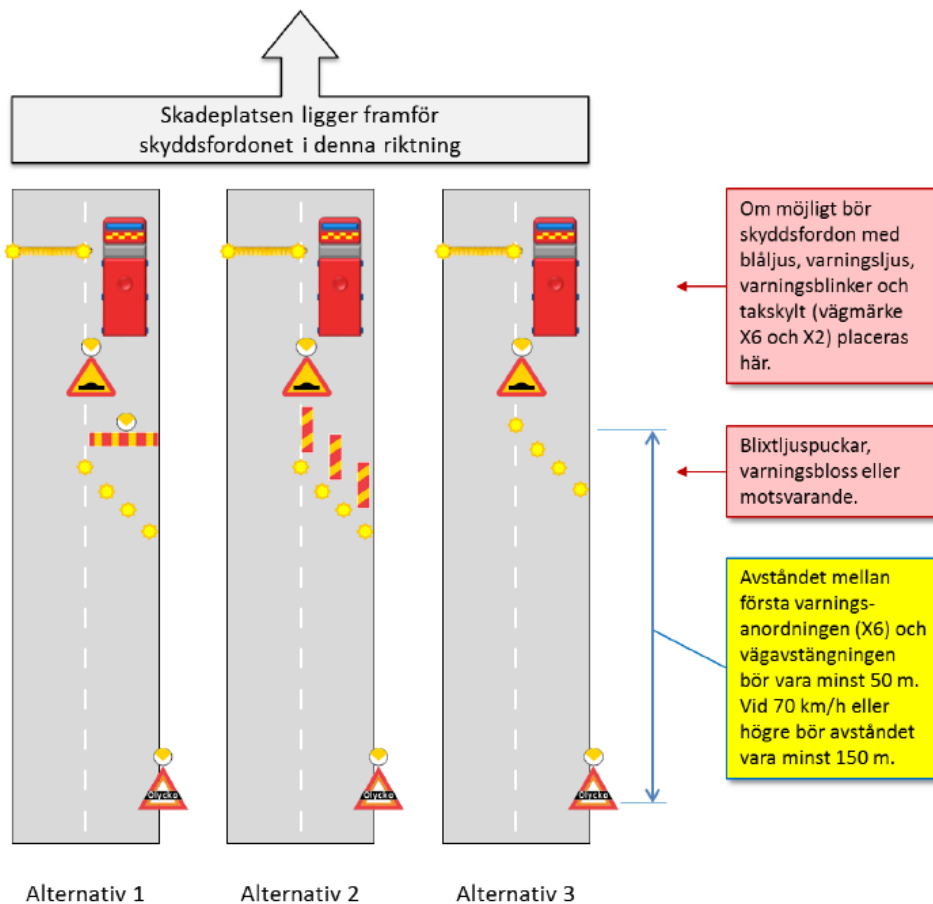 Skadeplatsen ligger framför
skyddsfordonet i denna riktning
Om möjligt bör
skyddsfordon med
blåljus, varningsljus,
varningsblinker och
takskylt (vägmärke
X6 och X2) placeras
här.
Blixtljuspuckar,
varningsbloss eller
motsvarande.
Avståndet mellan
första varnings-
anordningen (X6) och
vägavstängningen
bör vara minst 50 m.
Vid 70 km/h eller
högre bör avståndet
vara minst 150 m.
Olycka
Olycka
Olycka
Alternativ 1
Alternativ 2
Alternativ 3